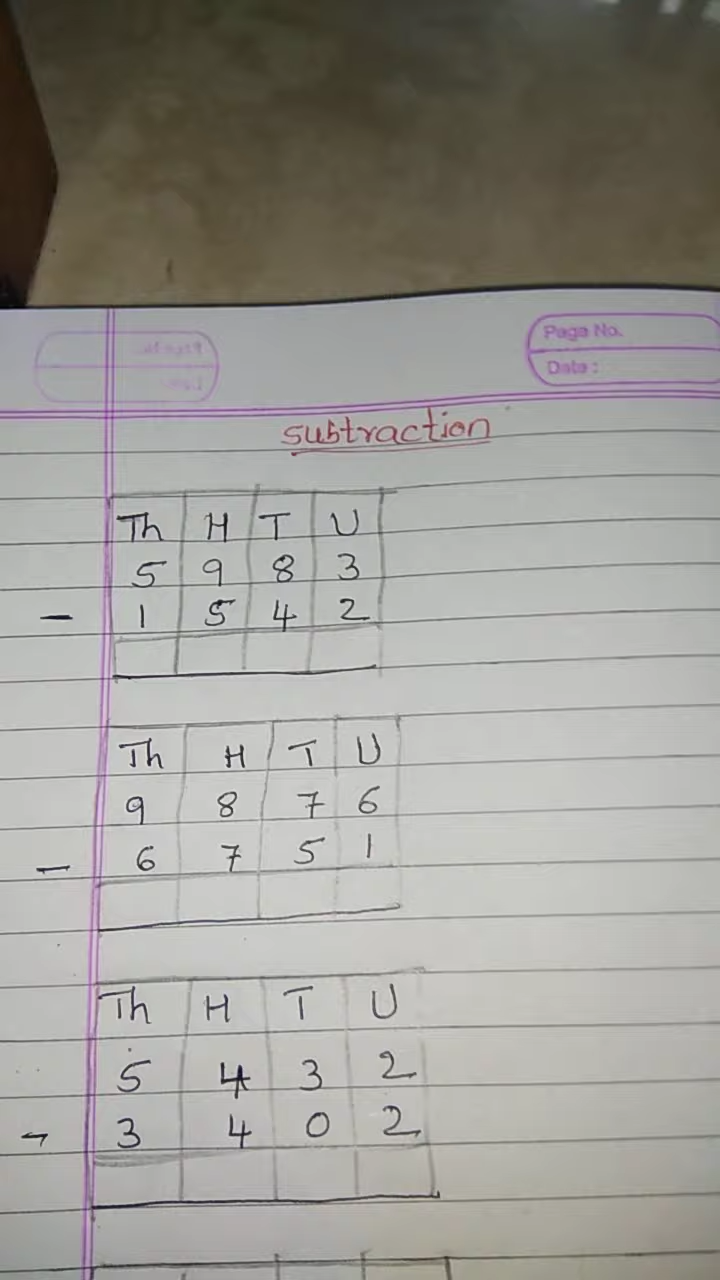 Page No.
Date :
subtraction
Th H T U
5 9 8 3
- 1 5 4 2
Th H T U
9 8 7 6
- 6 7 5 1
Th H T U
5 4 3 2
- 3 4 0 2